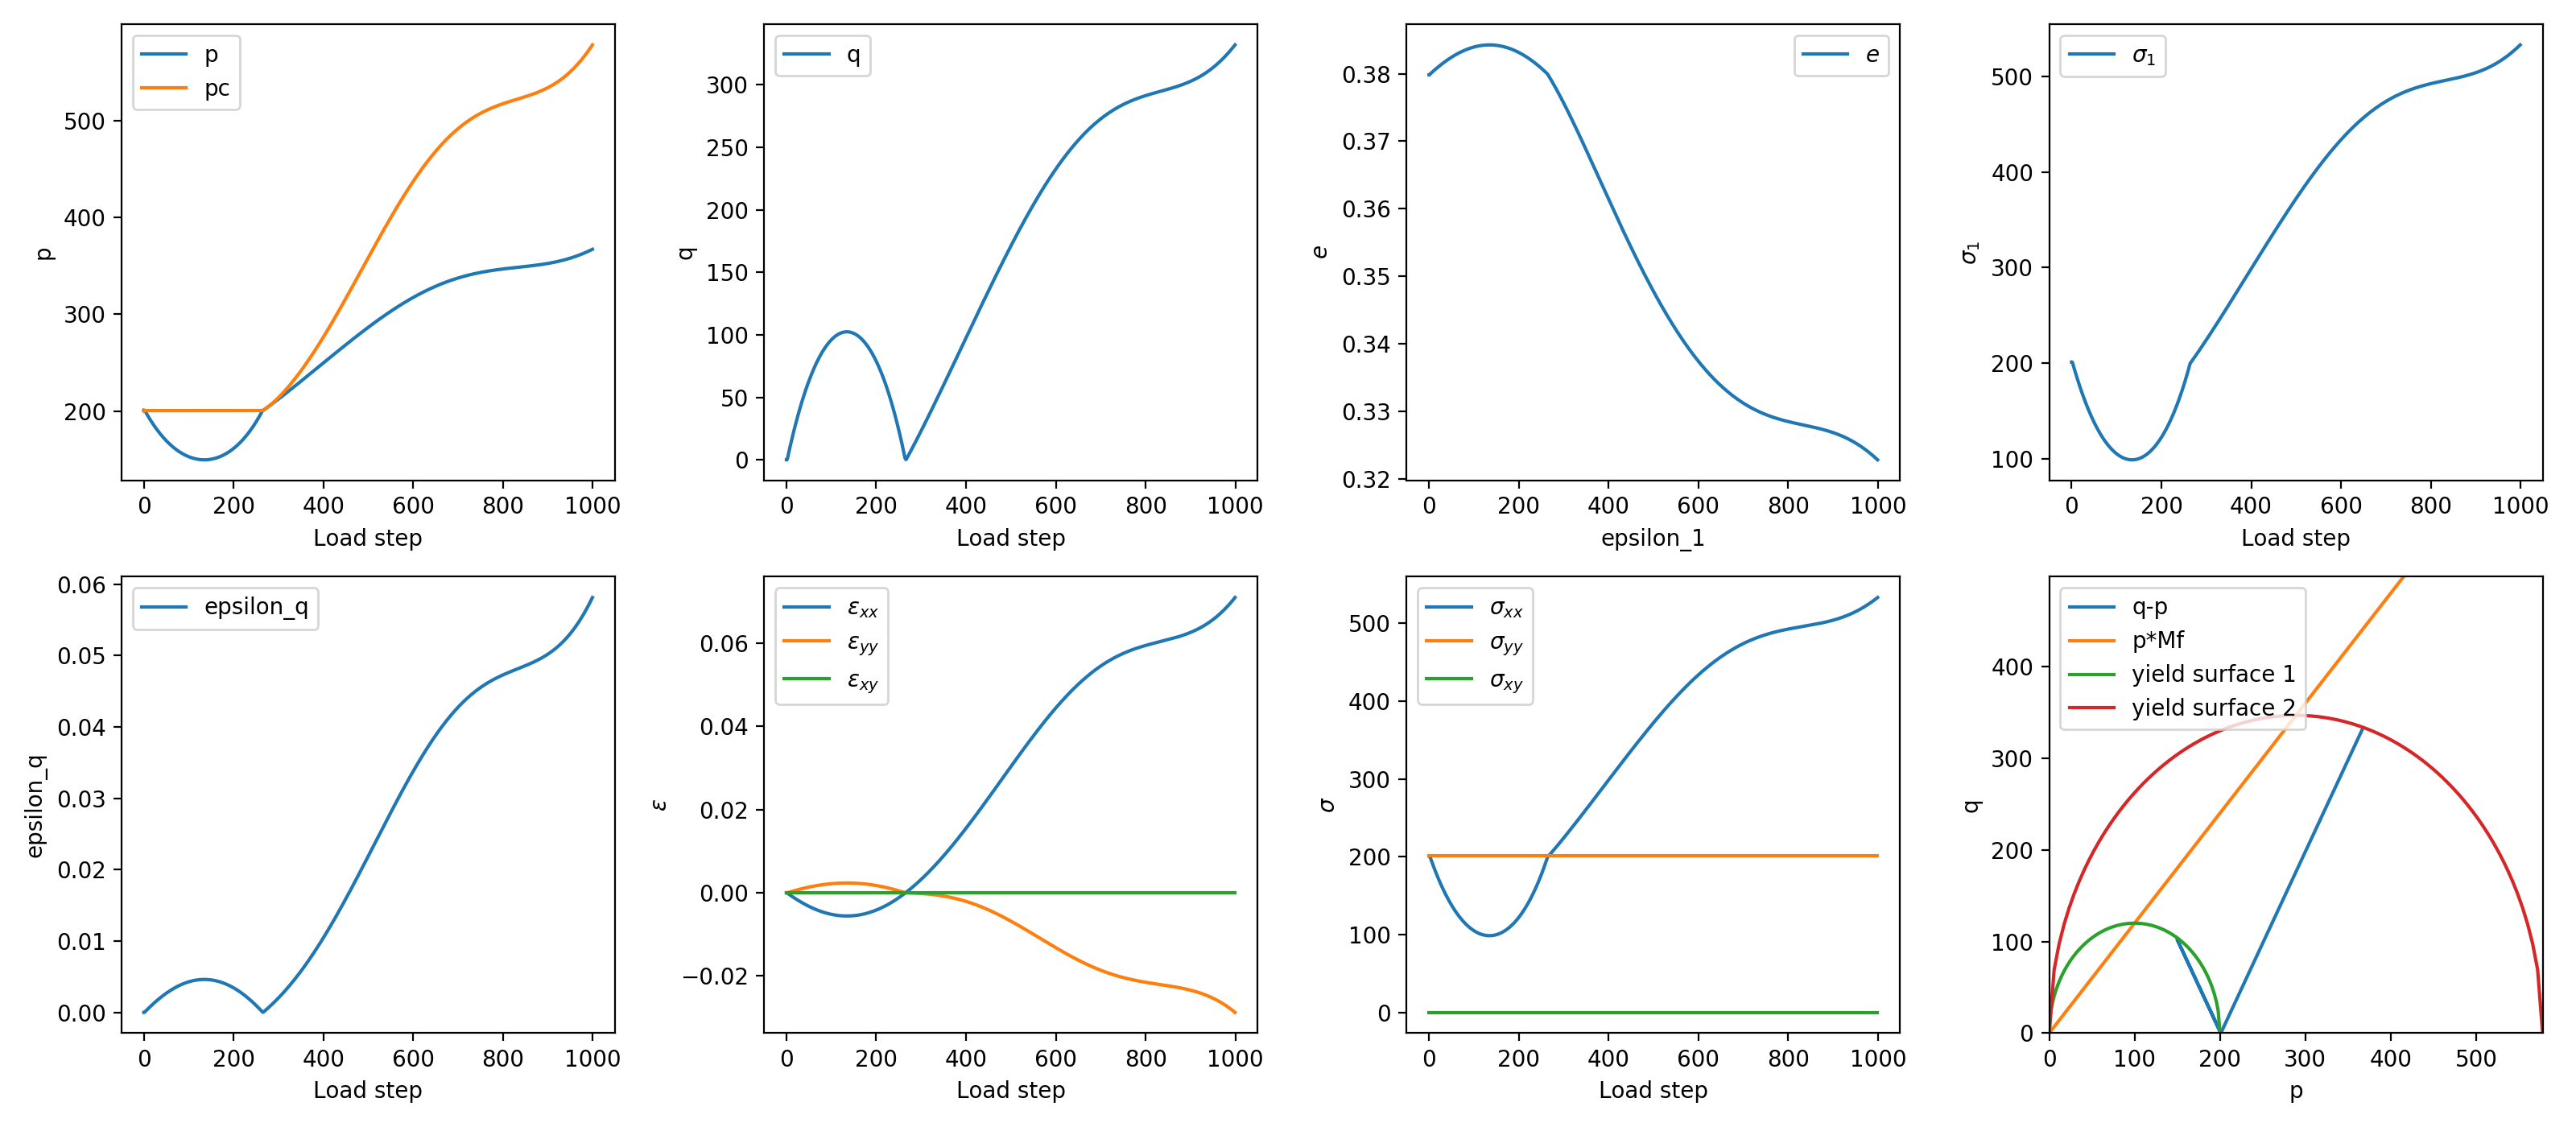 p
pc
500
400
300
200
p
0 200 400 600 800 1000
Load step
q
300
250
200
150
100
50
0
q
0 200 400 600 800 1000
Load step
e
0.38
0.37
0.36
0.35
0.34
0.33
0.32
e
0 200 400 600 800 1000
epsilon_1
σ₁
500
400
300
200
100
σ₁
0 200 400 600 800 1000
Load step
epsilon_q
0.06
0.05
0.04
0.03
0.02
0.01
0.00
epsilon_q
0 200 400 600 800 1000
Load step
εxx
εyy
εxy
0.06
0.04
0.02
0.00
−0.02
ε
0 200 400 600 800 1000
Load step
σxx
σyy
σxy
500
400
300
200
100
0
σ
0 200 400 600 800 1000
Load step
q-p
p*Mf
yield surface 1
yield surface 2
400
300
200
100
0
q
0 100 200 300 400 500
p